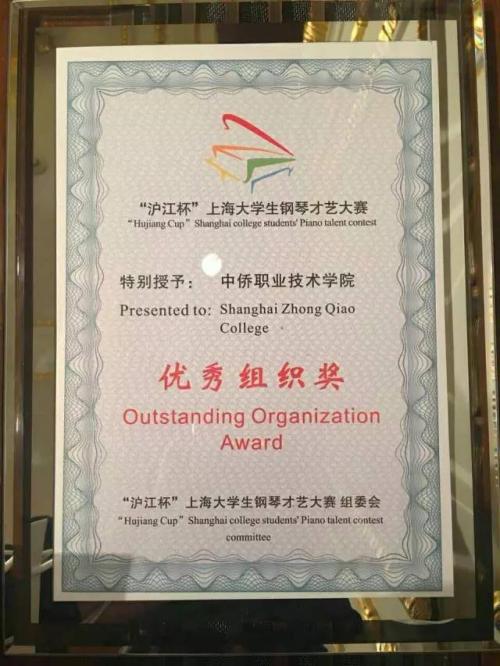 “沪江杯”上海大学生钢琴才艺大赛
“Hujiang Cup”Shanghai college students' Piano talent contest
特别授予： 中侨职业技术学院
Presented to: Shanghai Zhong Qiao
College
优秀组织奖
Outstanding Organization
Award
“沪江杯”上海大学生钢琴才艺大赛 组委会
“Hujiang Cup”Shanghai college students' Piano talent contest
committee